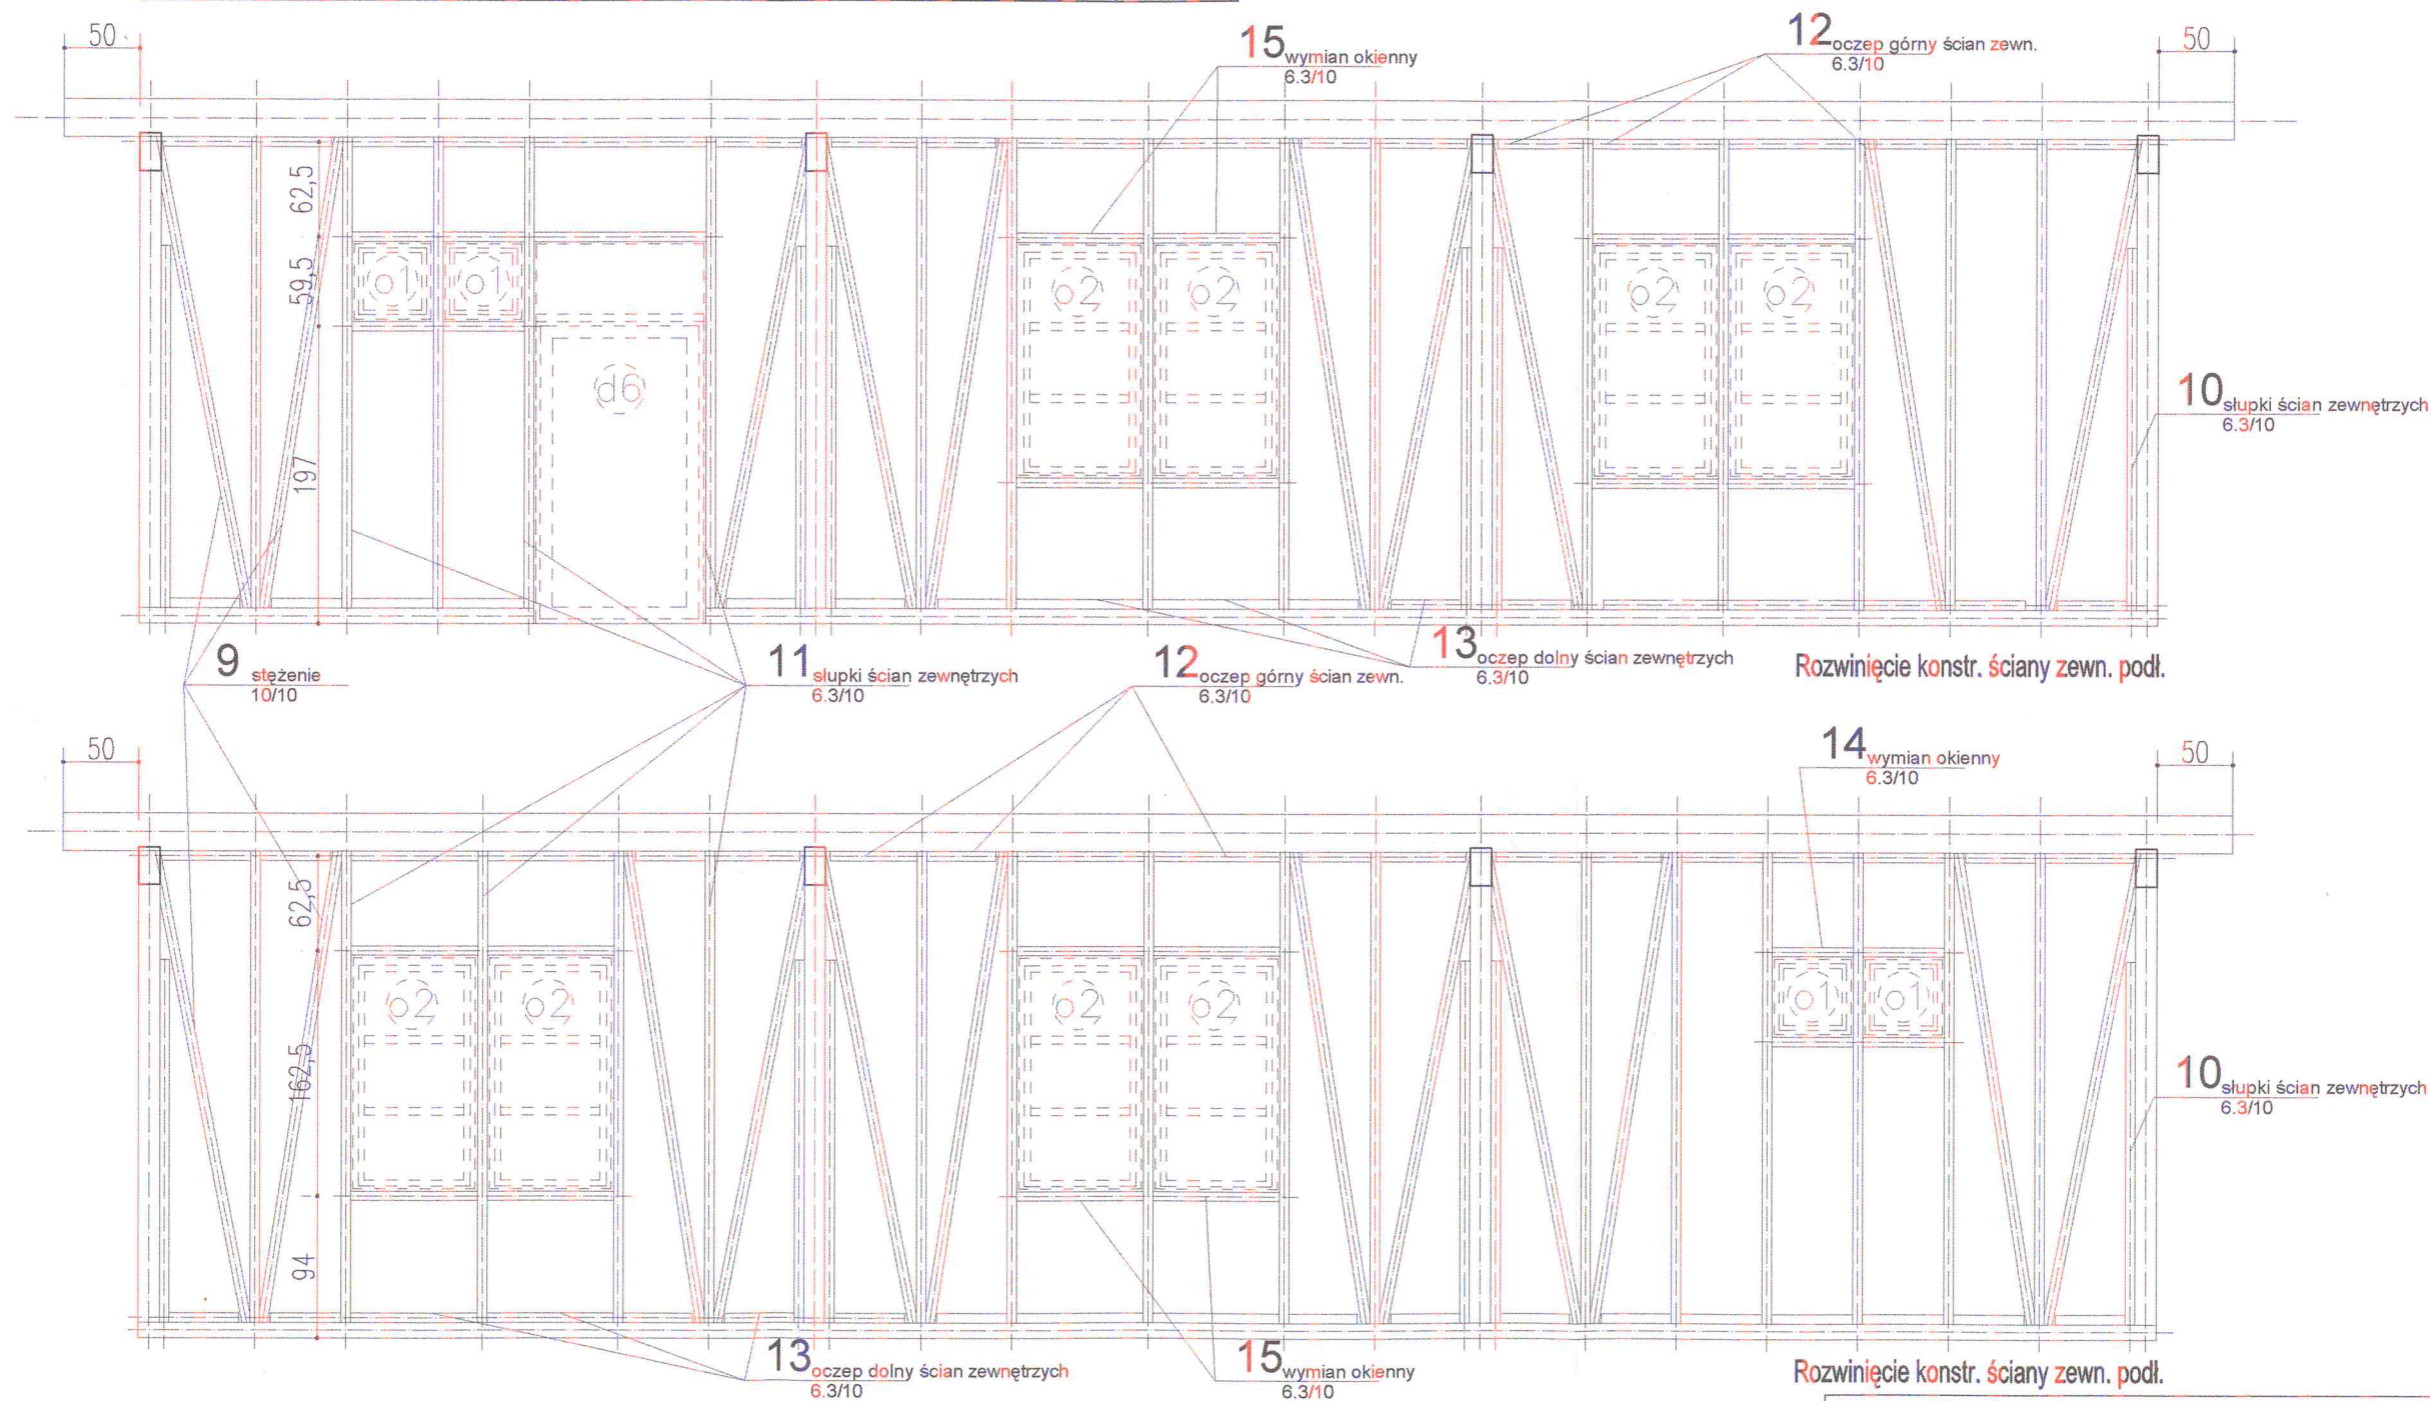 50
15 wymian okienny
6.3/10
12 oczep górny ścian zewn.
6.3/10
50
62,5
59,5
197
o1
o1
d6
o2
o2
o2
o2
10 słupki ścian zewnętrzych
6.3/10
9 stężenie
10/10
11 słupki ścian zewnętrzych
6.3/10
12 oczep górny ścian zewn.
6.3/10
13 oczep dolny ścian zewnętrzych
6.3/10
Rozwinięcie konstr. ściany zewn. podł.
50
14 wymian okienny
6.3/10
50
62,5
162,5
94
o2
o2
o2
o2
o1
o1
10 słupki ścian zewnętrzych
6.3/10
13 oczep dolny ścian zewnętrzych
6.3/10
15 wymian okienny
6.3/10
Rozwinięcie konstr. ściany zewn. podł.